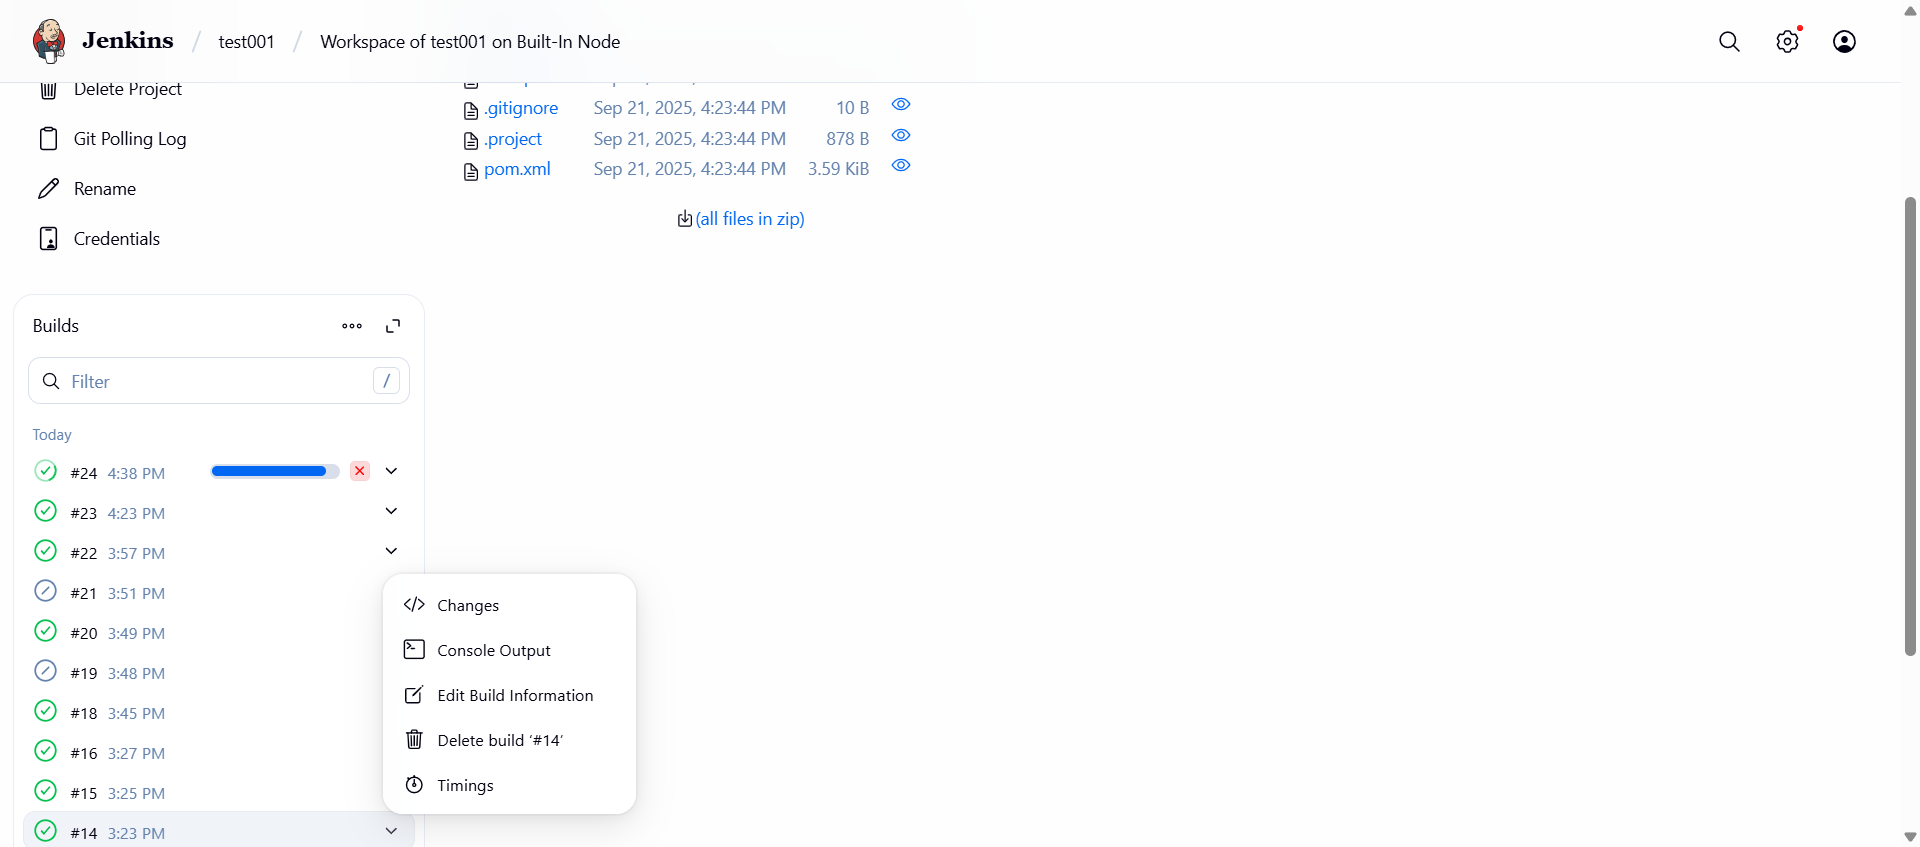 Jenkins / test001 / Workspace of test001 on Built-In Node
Delete Project
Git Polling Log
Rename
Credentials
.gitignore Sep 21, 2025, 4:23:44 PM 10 B
.project Sep 21, 2025, 4:23:44 PM 878 B
pom.xml Sep 21, 2025, 4:23:44 PM 3.59 KiB
(all files in zip)
Builds
Filter /
Today
#24 4:38 PM
#23 4:23 PM
#22 3:57 PM
#21 3:51 PM
#20 3:49 PM
#19 3:48 PM
#18 3:45 PM
#16 3:27 PM
#15 3:25 PM
#14 3:23 PM
Changes
Console Output
Edit Build Information
Delete build ‘#14’
Timings